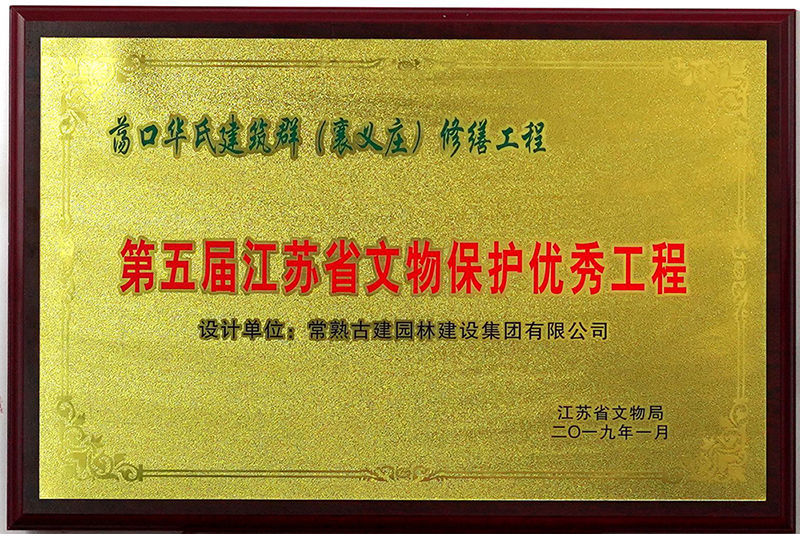 荡口华氏建筑群（襄义庄）修缮工程
第五届江苏省文物保护优秀工程
设计单位：常熟古建园林建设集团有限公司
江苏省文物局
二〇一九年一月